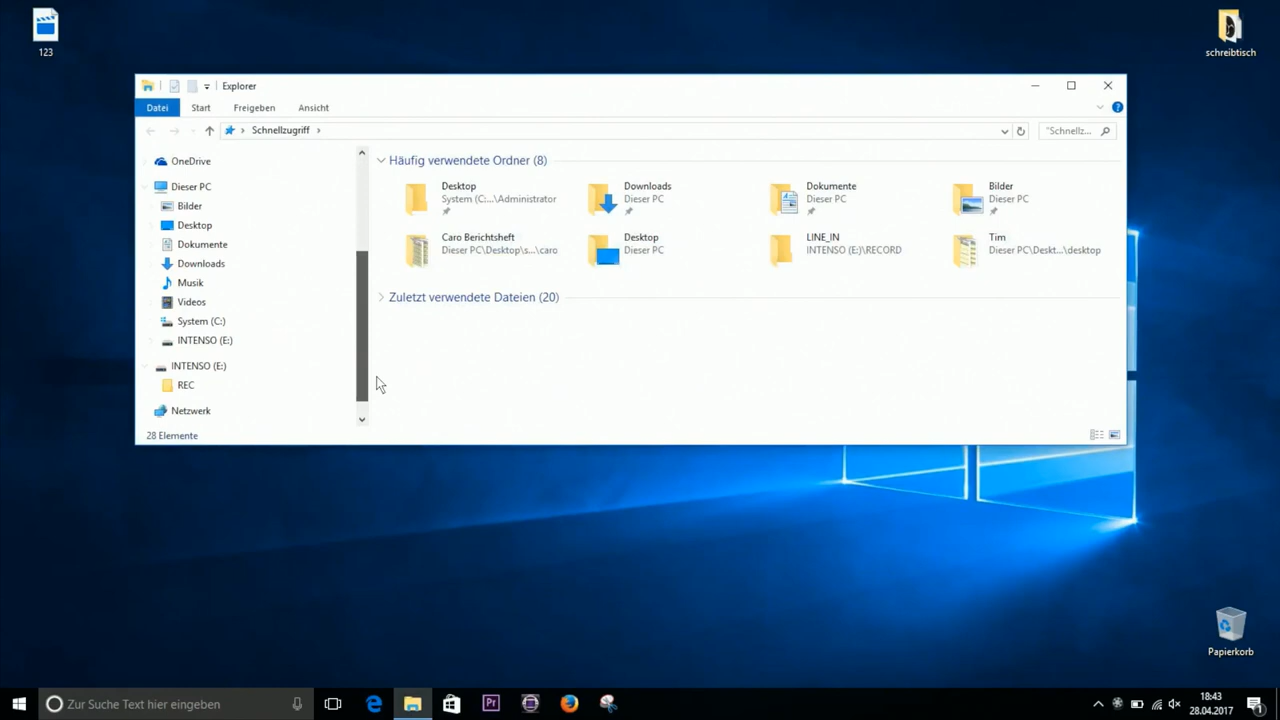 123
schreibtisch
Explorer
Datei
Start
Freigeben
Ansicht
Schnellzugriff
"Schnellz...
OneDrive
Dieser PC
Bilder
Desktop
Dokumente
Downloads
Musik
Videos
System (C:)
INTENSO (E:)
INTENSO (E:)
REC
Netzwerk
Häufig verwendete Ordner (8)
Desktop
System (C:...\Administrator
Downloads
Dieser PC
Dokumente
Dieser PC
Bilder
Dieser PC
Caro Berichtsheft
Dieser PC\Desktop\s...\caro
Desktop
Dieser PC
LINE_IN
INTENSO (E:)\RECORD
Tim
Dieser PC\Deskt...\desktop
Zuletzt verwendete Dateien (20)
28 Elemente
Papierkorb
Zur Suche Text hier eingeben
Pr
18:43
28.04.2017
1